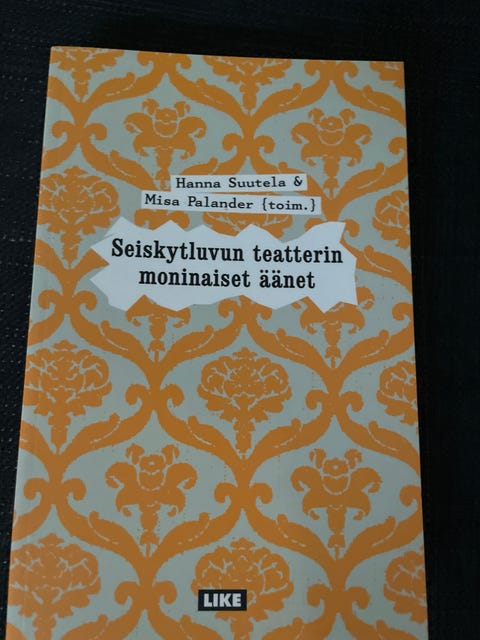 Hanna Suutela &
Misa Palander {toim.}
Seiskytluvun teatterin
moninaiset äänet
LIKE